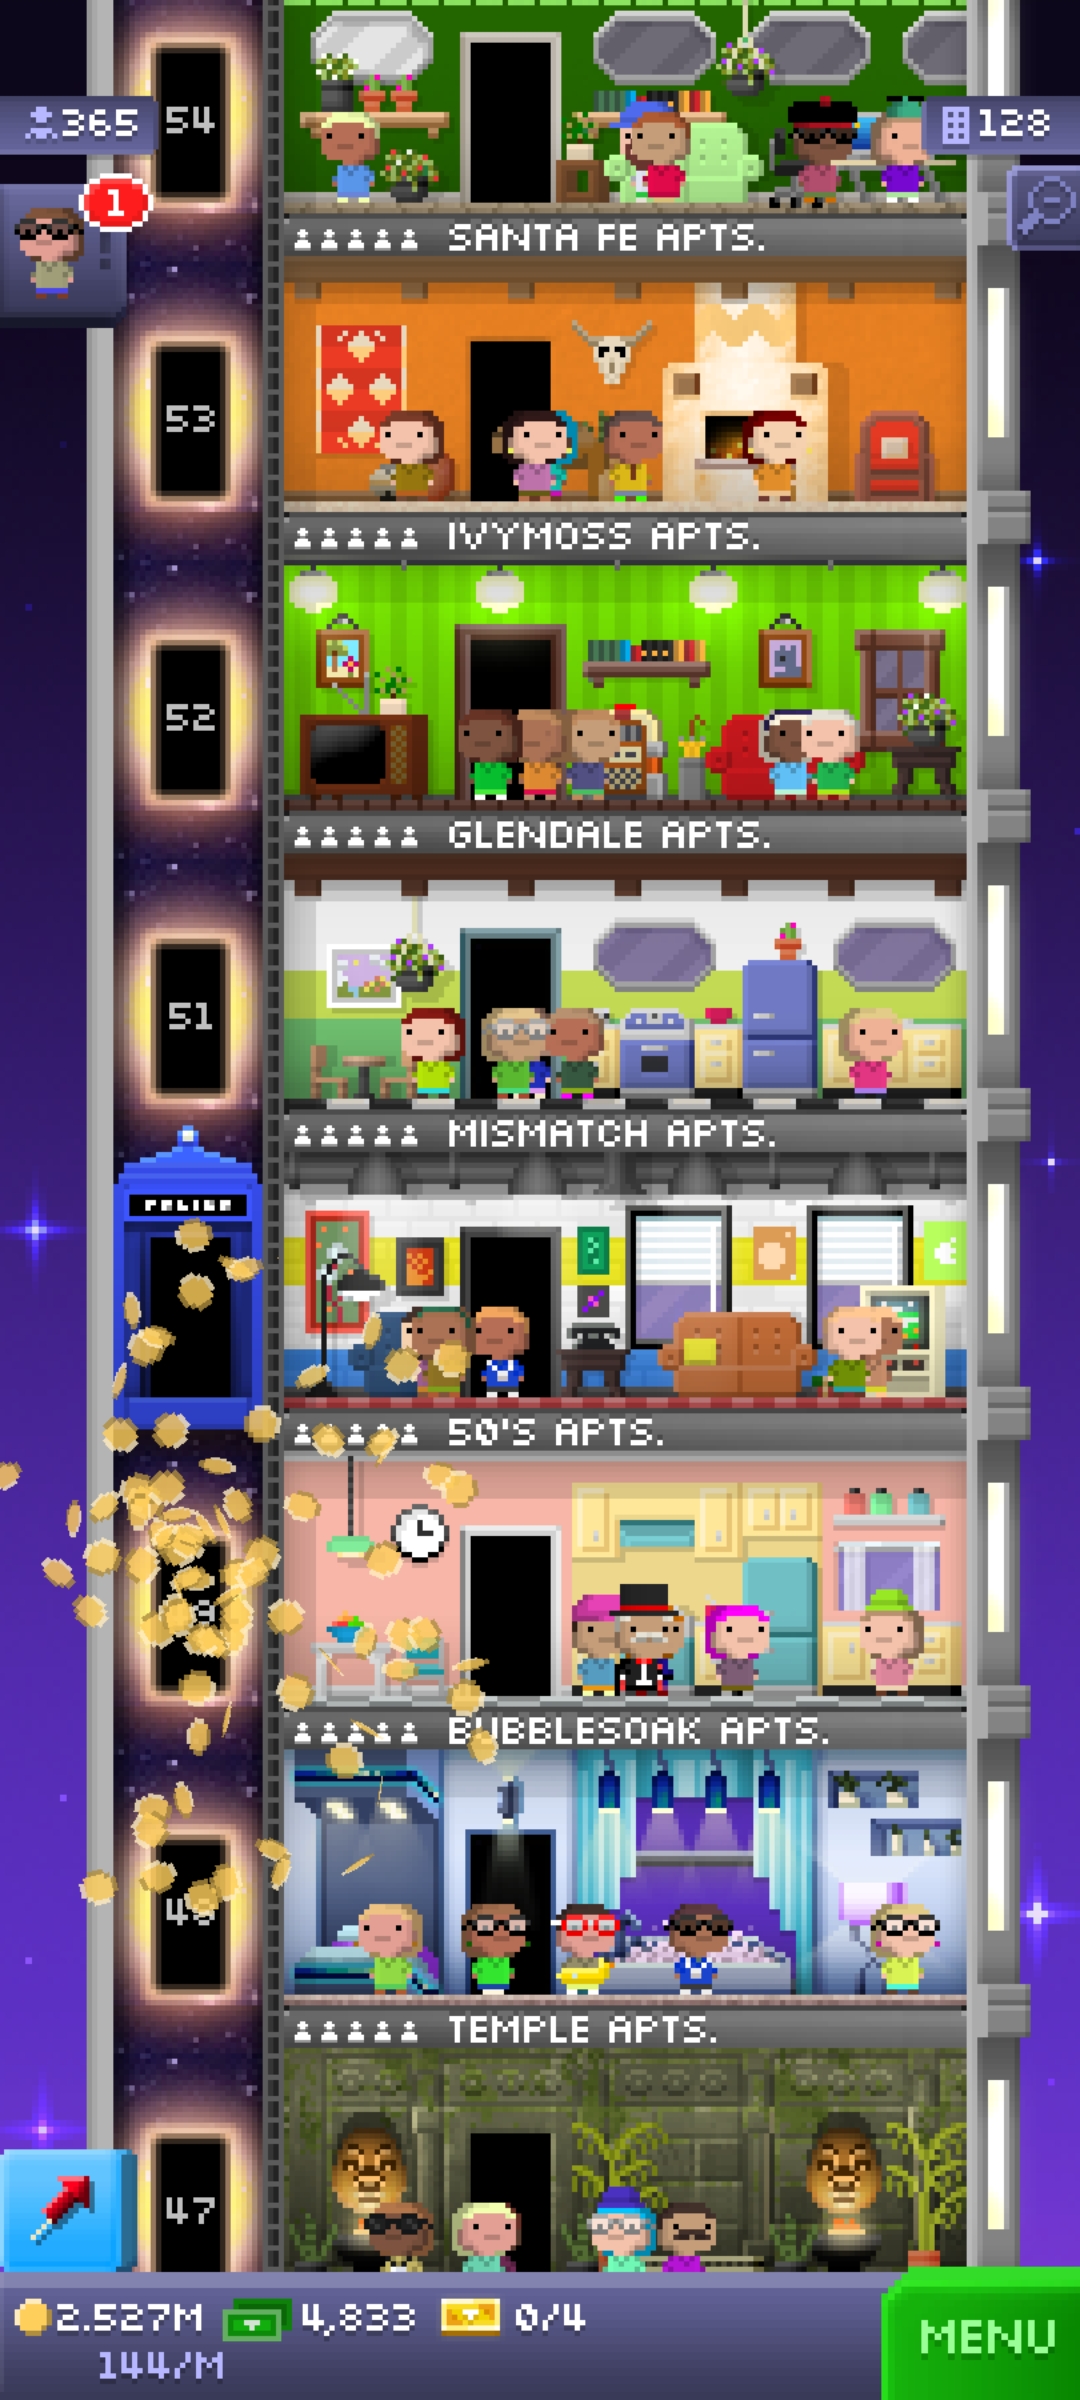 54
365
128
1
SANTA FE APTS.
53
IVYMOSS APTS.
52
GLENDALE APTS.
51
MISMATCH APTS.
POLICE
50'S APTS.
BUBBLESOAK APTS.
48
TEMPLE APTS.
47
2.527M
4,833
0/4
144/M
MENU